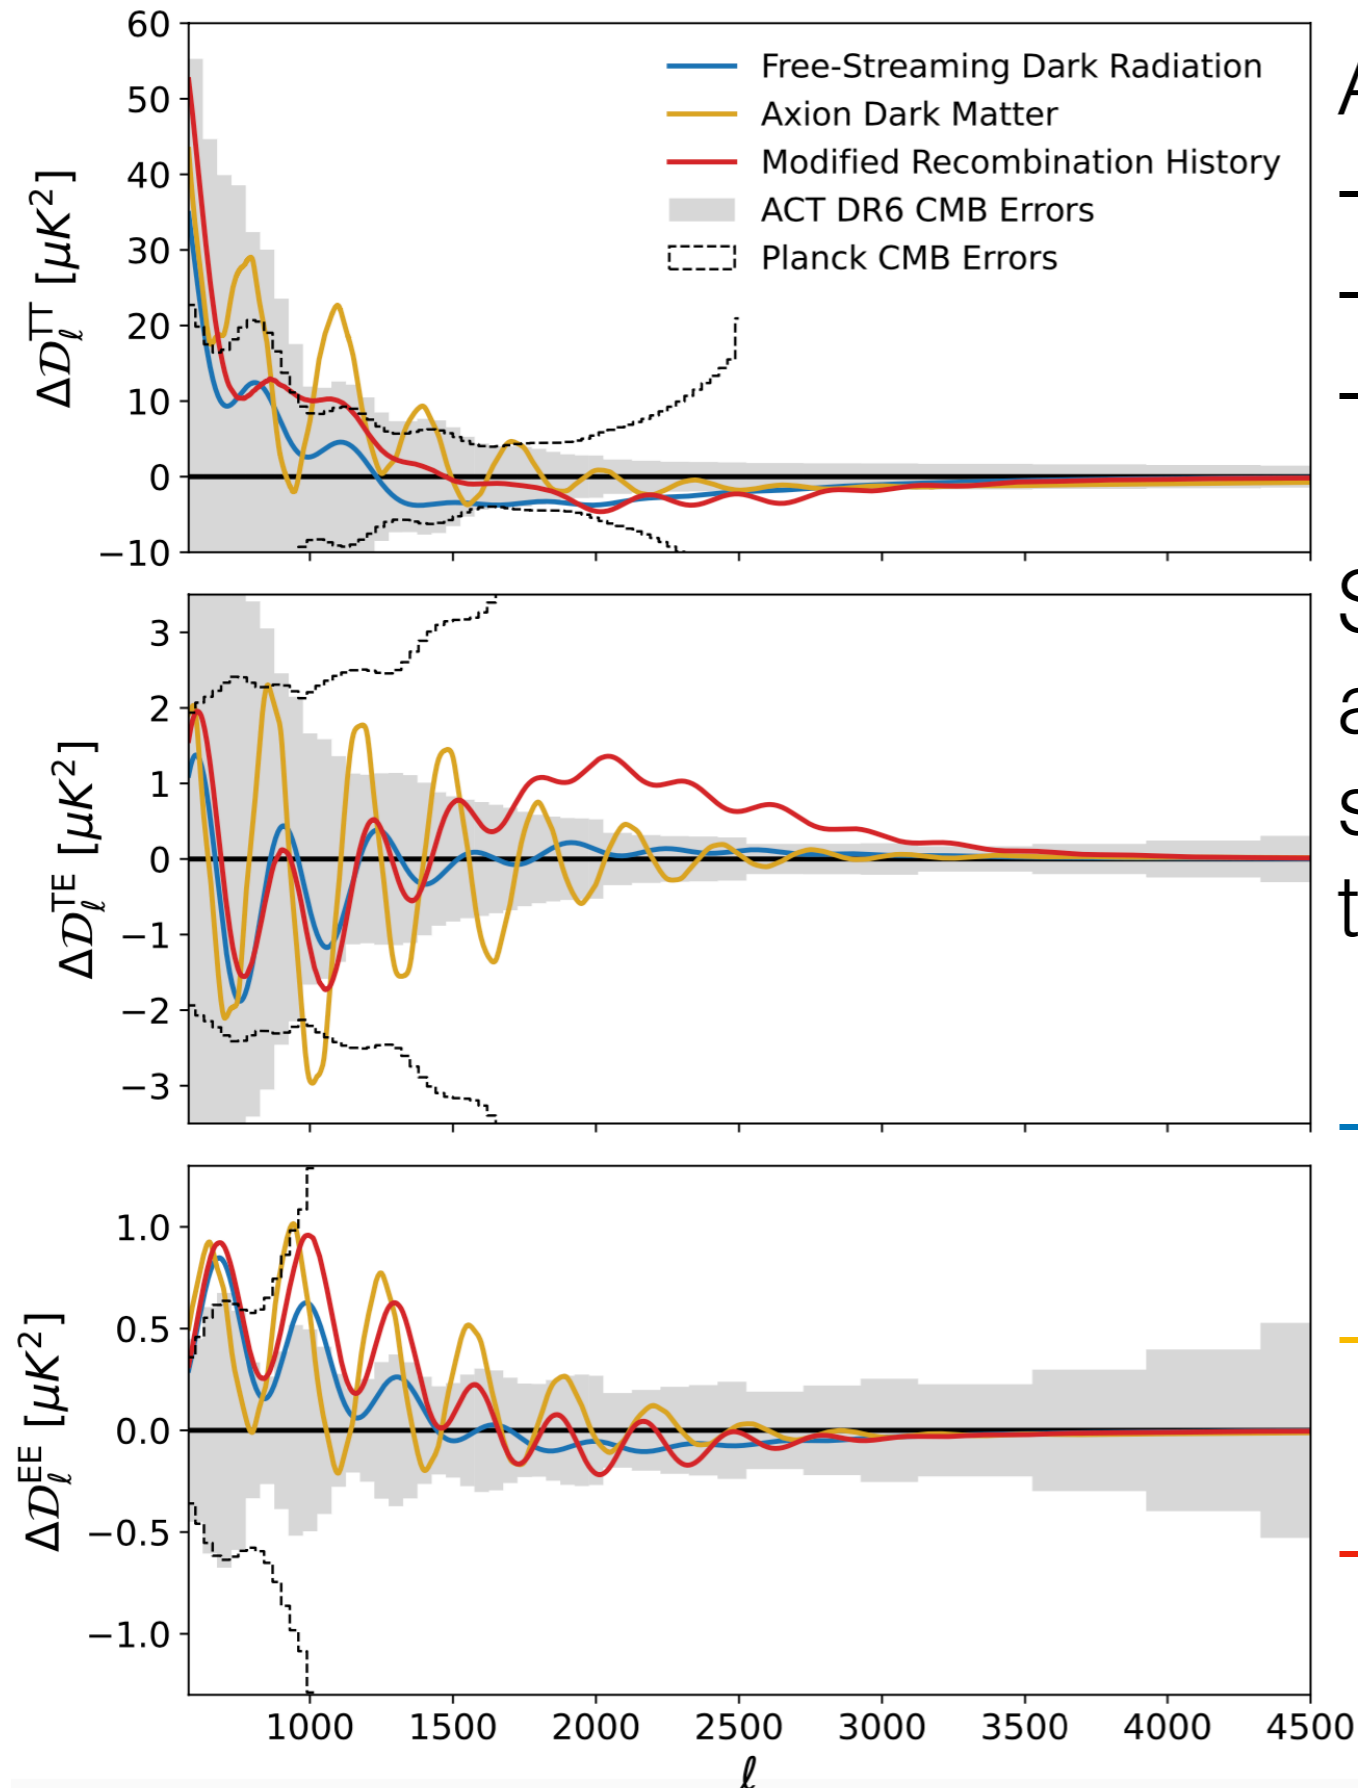 60
50
40
30
20
10
0
−10
ΔD_ℓ^TT [μK²]
Free-Streaming Dark Radiation
Axion Dark Matter
Modified Recombination History
ACT DR6 CMB Errors
Planck CMB Errors
A
3
2
1
0
−1
−2
−3
ΔD_ℓ^TE [μK²]
S
a
s
t
1.0
0.5
0.0
−0.5
−1.0
ΔD_ℓ^EE [μK²]
1000 1500 2000 2500 3000 3500 4000 4500
ℓ